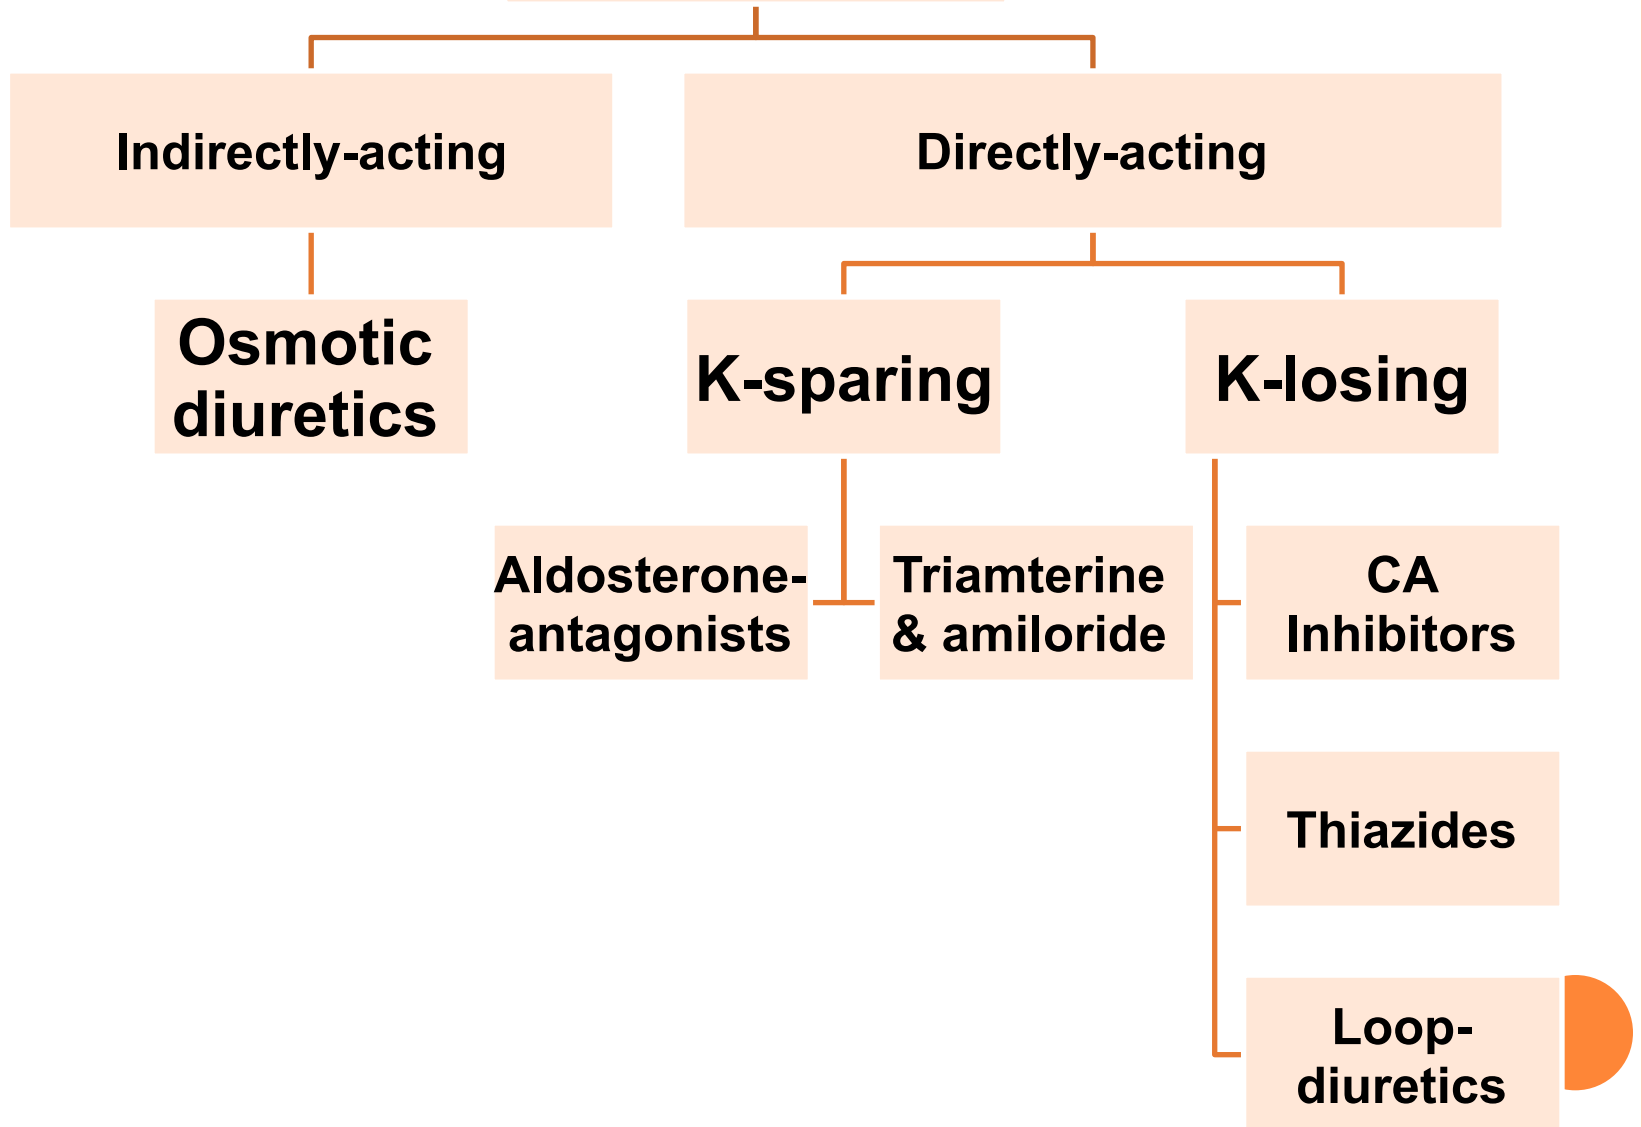 Indirectly-acting
Directly-acting
Osmotic
diuretics
K-sparing
K-losing
Aldosterone-
antagonists
Triamterine
& amiloride
CA
Inhibitors
Thiazides
Loop-
diuretics